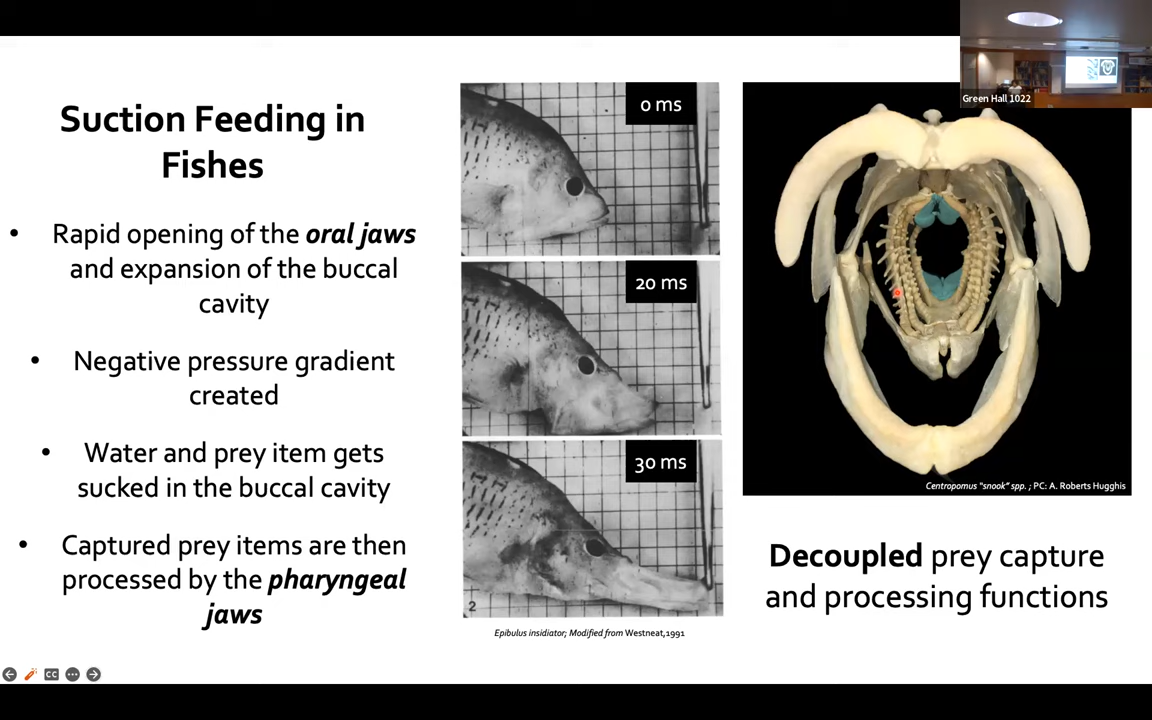 Green Hall 1022
Suction Feeding in
Fishes
• Rapid opening of the oral jaws
and expansion of the buccal
cavity
• Negative pressure gradient
created
• Water and prey item gets
sucked in the buccal cavity
• Captured prey items are then
processed by the pharyngeal
jaws
0 ms
20 ms
30 ms
2
Epibulus insidiator; Modified from Westneat,1991
Centropomus "snook" spp. ; PC: A. Roberts Hugghis
Decoupled prey capture
and processing functions
CC